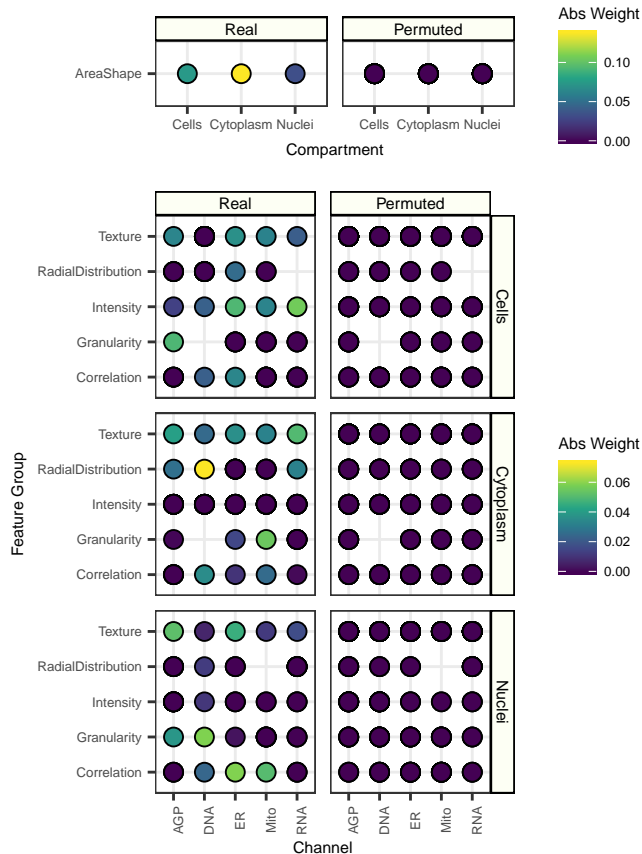 Abs Weight
Real Permuted
AreaShape
0.10
0.05
0.00
Cells Cytoplasm Nuclei Cells Cytoplasm Nuclei
Compartment
Real Permuted
Texture
RadialDistribution
Intensity
Granularity
Correlation
Cells
Texture
RadialDistribution
Intensity
Granularity
Correlation
Cytoplasm
Abs Weight
0.06
0.04
0.02
0.00
Feature Group
Texture
RadialDistribution
Intensity
Granularity
Correlation
Nuclei
AGP DNA ER Mito RNA AGP DNA ER Mito RNA
Channel